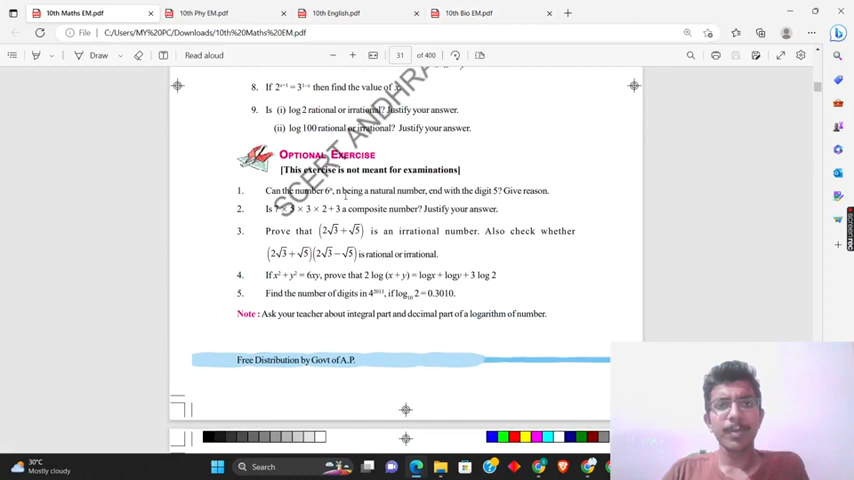 10th Maths EM.pdf
10th Phy EM.pdf
10th English.pdf
10th Bio EM.pdf
File
C:/Users/MY%20PC/Downloads/10th%20Maths%20EM.pdf
Draw
Read aloud
31 of 400
8. If 2ˣ⁺¹ = 3¹⁻ˣ then find the value of x.
9. Is (i) log 2 rational or irrational? Justify your answer.
(ii) log 100 rational or irrational? Justify your answer.
OPTIONAL EXERCISE
[This exercise is not meant for examinations]
1. Can the number 6ⁿ, n being a natural number, end with the digit 5? Give reason.
2. Is 7 × 5 × 3 × 2 + 3 a composite number? Justify your answer.
3. Prove that (2√3 + √5) is an irrational number. Also check whether
(2√3 + √5)(2√3 − √5) is rational or irrational.
4. If x² + y² = 6xy, prove that 2 log (x + y) = logx + logy + 3 log 2
5. Find the number of digits in 4²⁰¹³, if log₁₀ 2 = 0.3010.
Note : Ask your teacher about integral part and decimal part of a logarithm of number.
SCERT ANDHRA
Free Distribution by Govt of A.P.
30°C
Mostly cloudy
Search